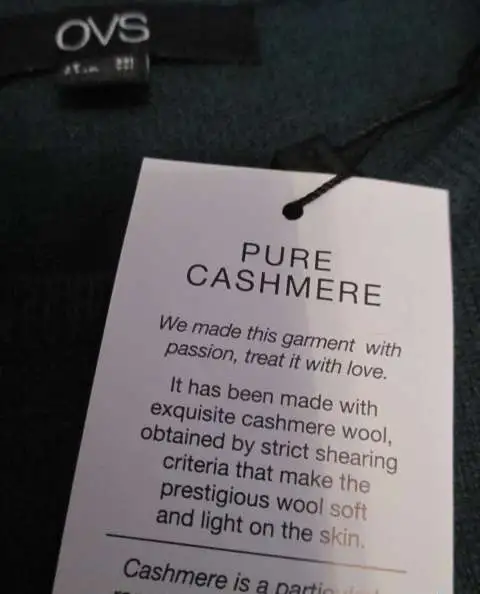 OVS
PURE
CASHMERE
We made this garment with
passion, treat it with love.
It has been made with
exquisite cashmere wool,
obtained by strict shearing
criteria that make the
prestigious wool soft
and light on the skin.
Cashmere is a